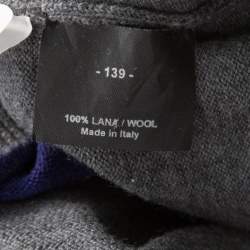 - 139 -
100% LANA / WOOL
Made in Italy